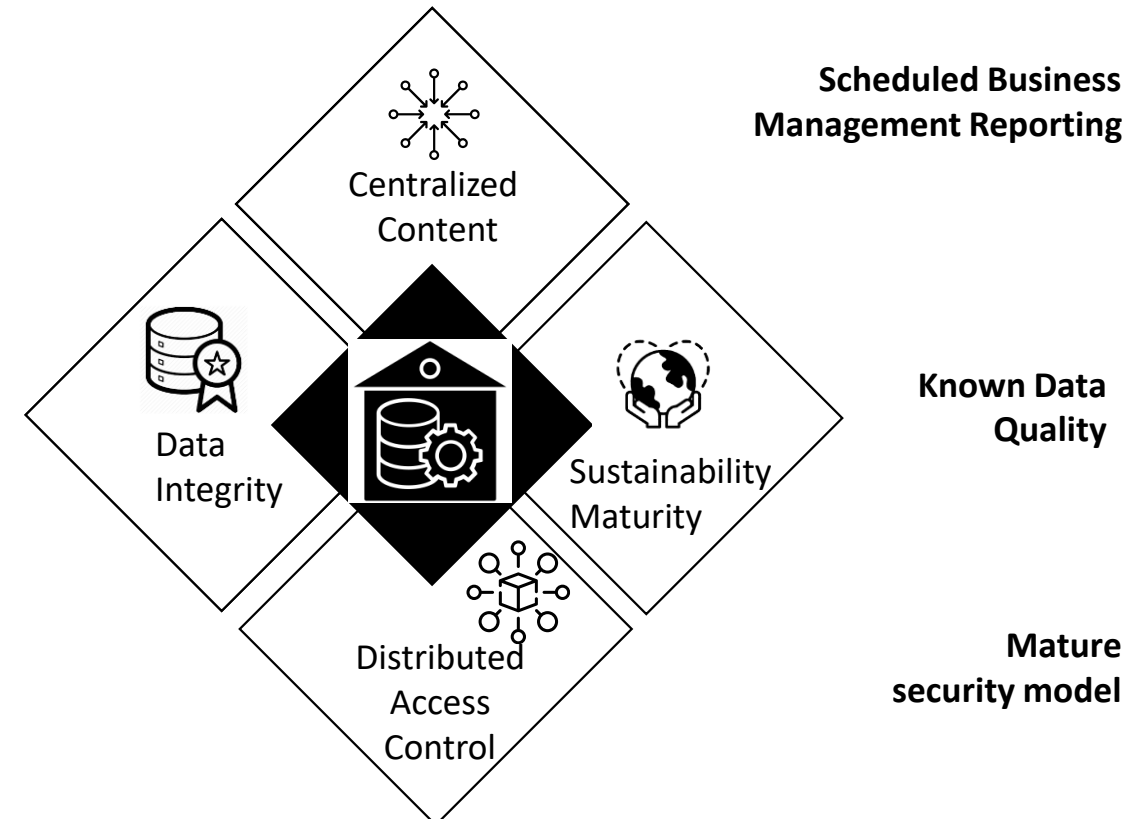 Scheduled Business
Management Reporting
Centralized
Content
Data
Integrity
Sustainability
Maturity
Known Data
Quality
Distributed
Access
Control
Mature
security model